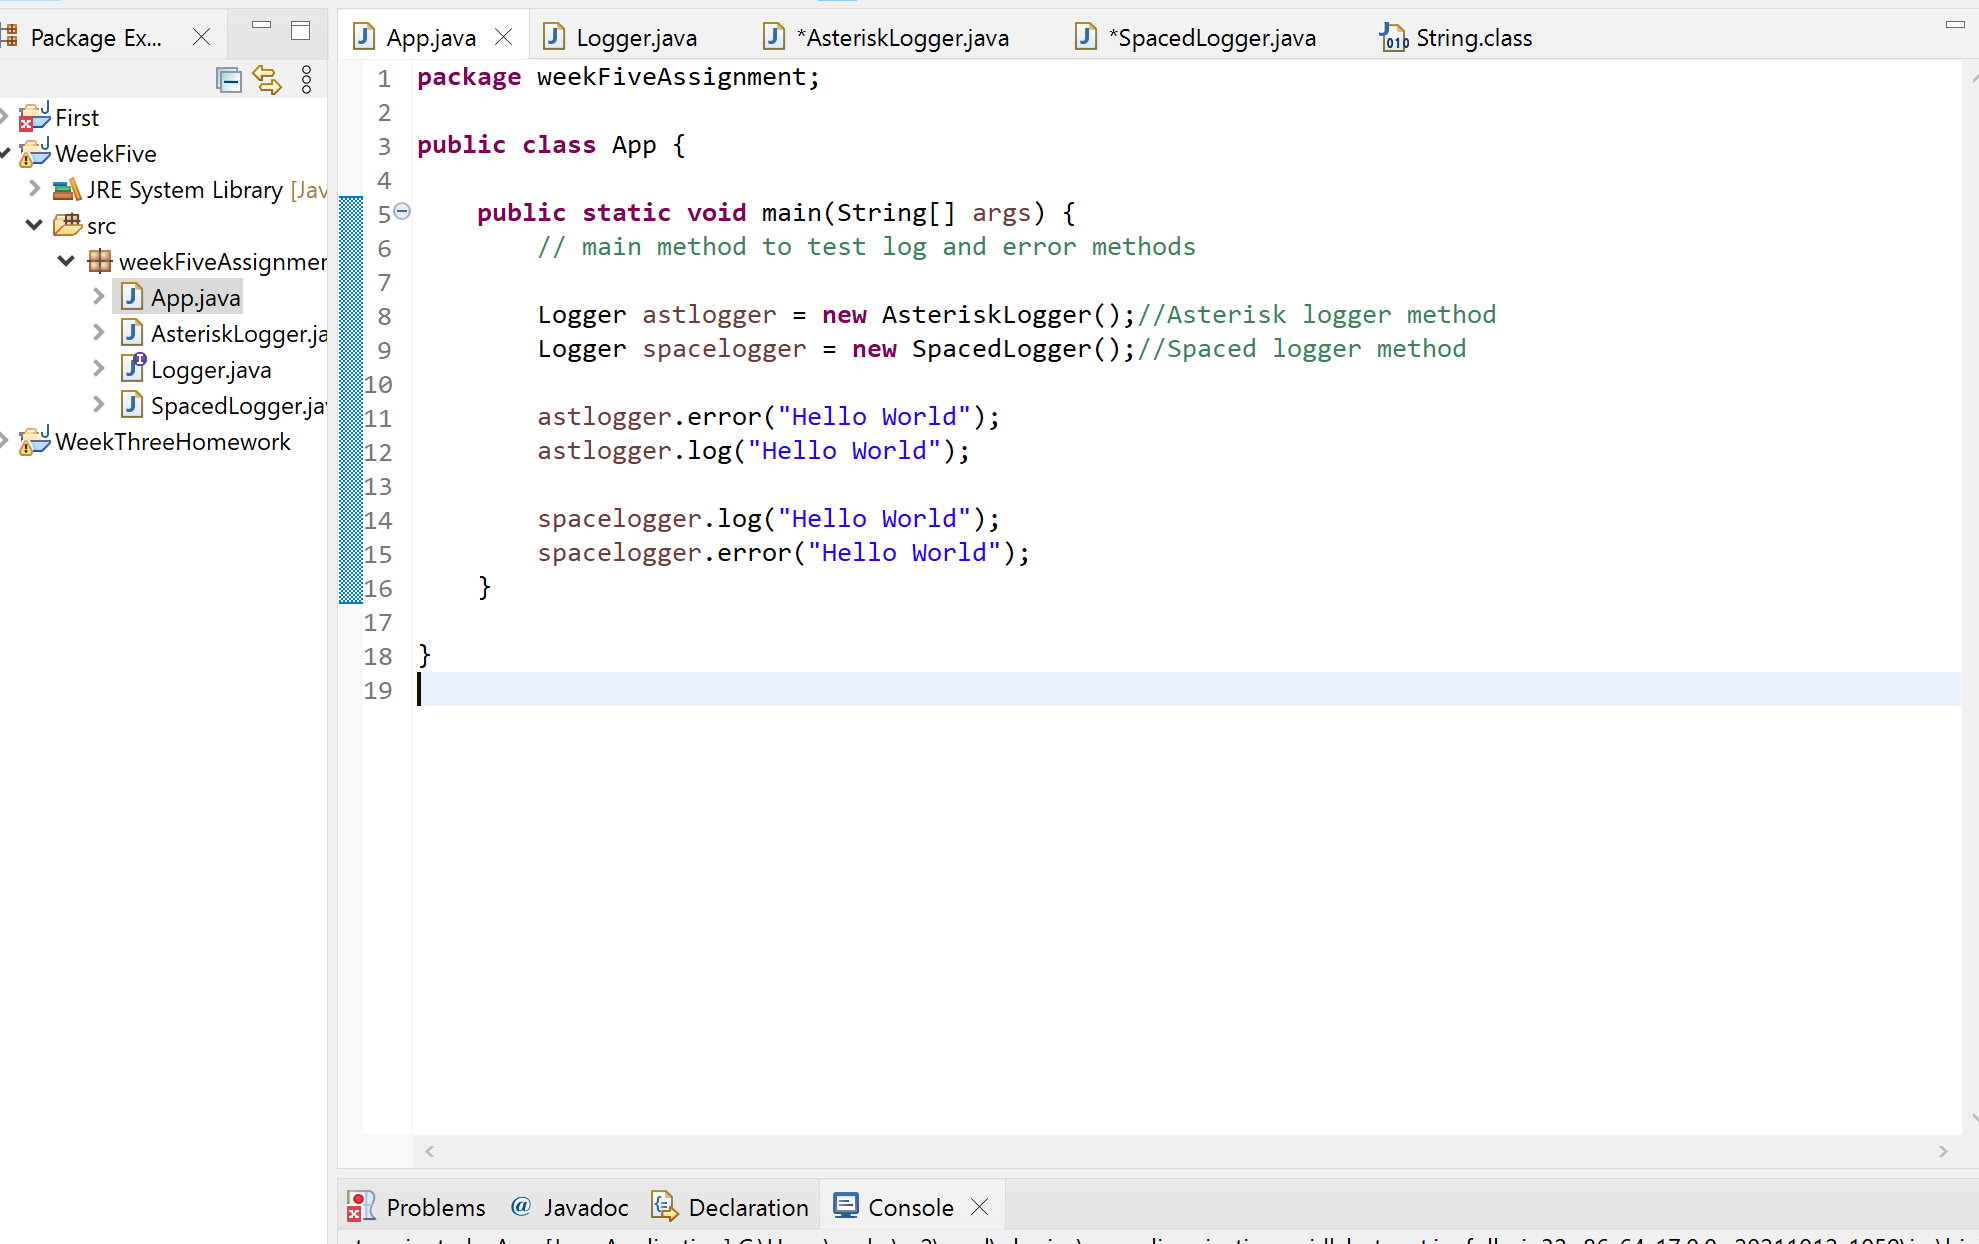 Package Ex...
App.java
Logger.java
*AsteriskLogger.java
*SpacedLogger.java
String.class
First
WeekFive
JRE System Library [Jav
src
weekFiveAssignmen
App.java
AsteriskLogger.ja
Logger.java
SpacedLogger.jav
WeekThreeHomework
1 package weekFiveAssignment;
2
3 public class App {
4
5 public static void main(String[] args) {
6 // main method to test log and error methods
7
8 Logger astlogger = new AsteriskLogger();//Asterisk logger method
9 Logger spacelogger = new SpacedLogger();//Spaced logger method
10
11 astlogger.error("Hello World");
12 astlogger.log("Hello World");
13
14 spacelogger.log("Hello World");
15 spacelogger.error("Hello World");
16 }
17
18 }
19
Problems @ Javadoc Declaration Console